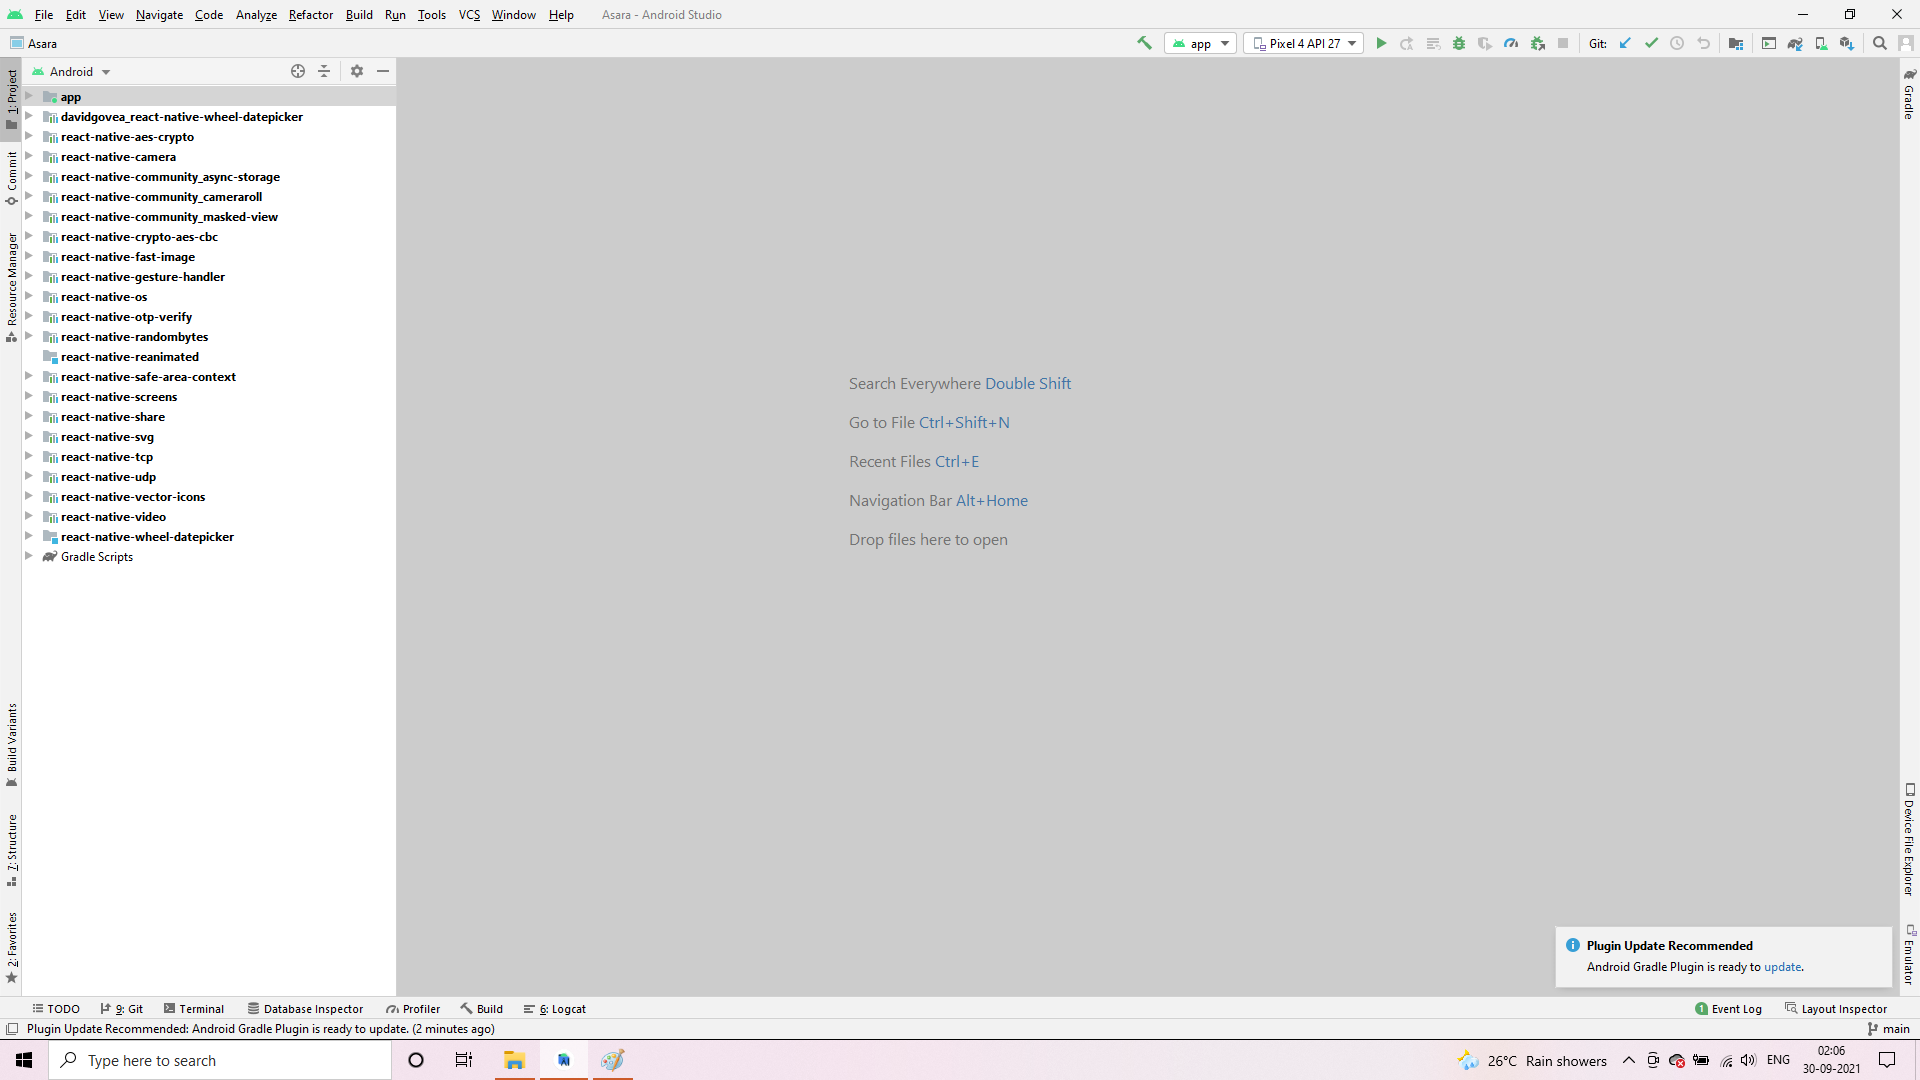 File Edit View Navigate Code Analyze Refactor Build Run Tools VCS Window Help Asara - Android Studio
Asara
app
Pixel 4 API 27
Git:
Android
1: Project
Commit
Resource Manager
Build Variants
7: Structure
2: Favorites
app
davidgovea_react-native-wheel-datepicker
react-native-aes-crypto
react-native-camera
react-native-community_async-storage
react-native-community_cameraroll
react-native-community_masked-view
react-native-crypto-aes-cbc
react-native-fast-image
react-native-gesture-handler
react-native-os
react-native-otp-verify
react-native-randombytes
react-native-reanimated
react-native-safe-area-context
react-native-screens
react-native-share
react-native-svg
react-native-tcp
react-native-udp
react-native-vector-icons
react-native-video
react-native-wheel-datepicker
Gradle Scripts
Search Everywhere Double Shift
Go to File Ctrl+Shift+N
Recent Files Ctrl+E
Navigation Bar Alt+Home
Drop files here to open
Gradle
Device File Explorer
Emulator
Plugin Update Recommended
Android Gradle Plugin is ready to update.
TODO 9: Git Terminal Database Inspector Profiler Build 6: Logcat 1 Event Log Layout Inspector
Plugin Update Recommended: Android Gradle Plugin is ready to update. (2 minutes ago) main
Type here to search
26°C Rain showers
ENG
02:06
30-09-2021